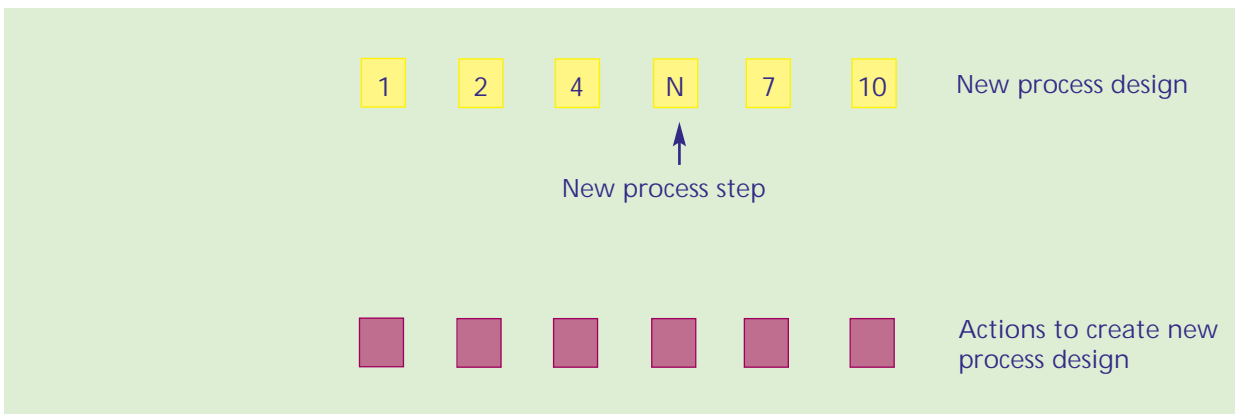 1 2 4 N 7 10 New process design
New process step
Actions to create new
process design